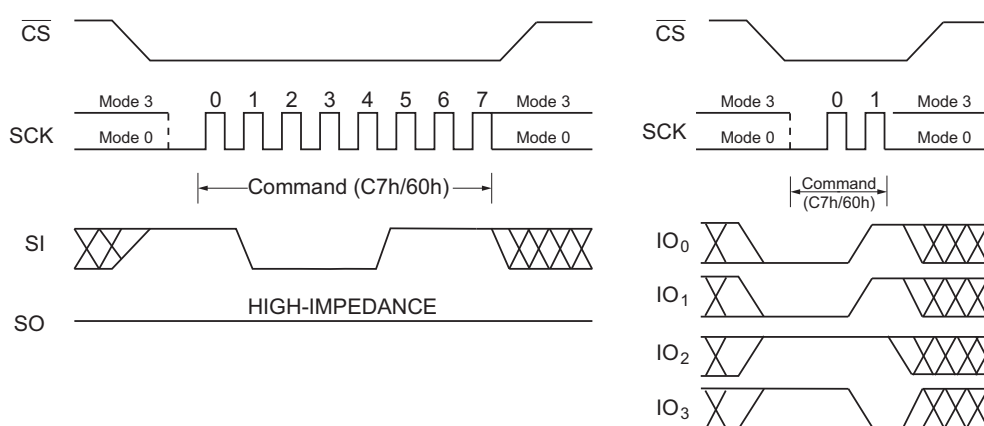 CS
Mode 3
0 1 2 3 4 5 6 7
Mode 3
SCK
Mode 0
Mode 0
Command (C7h/60h)
SI
HIGH-IMPEDANCE
SO
CS
Mode 3
0 1
Mode 3
SCK
Mode 0
Mode 0
Command
(C7h/60h)
IO0
IO1
IO2
IO3